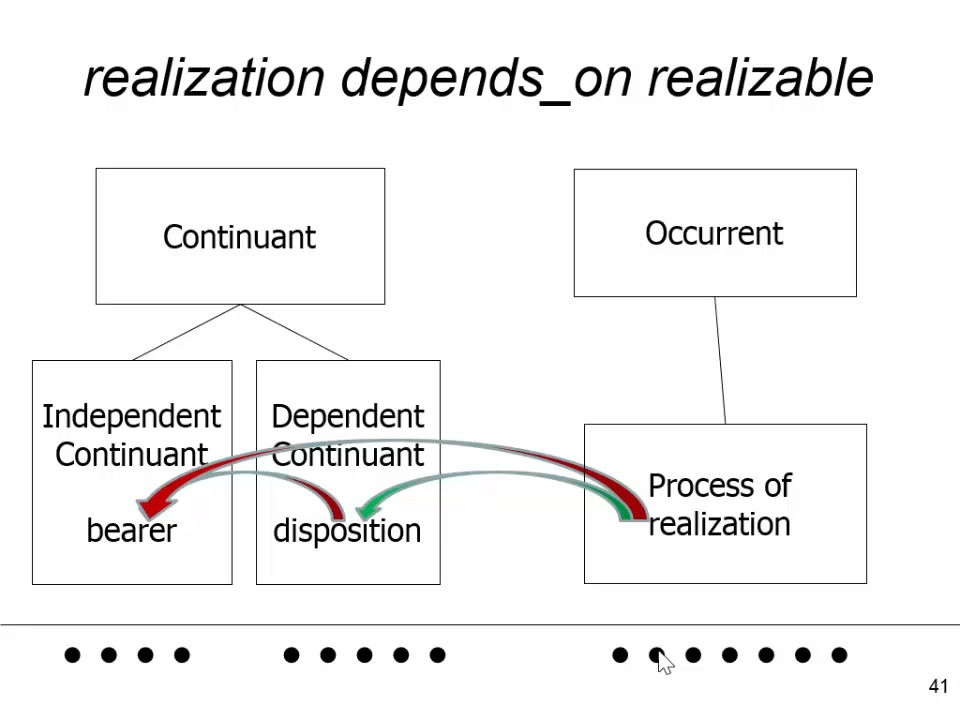 realization depends_on realizable
Continuant
Occurrent
Independent
Continuant
bearer
Dependent
Continuant
disposition
Process of
realization
41